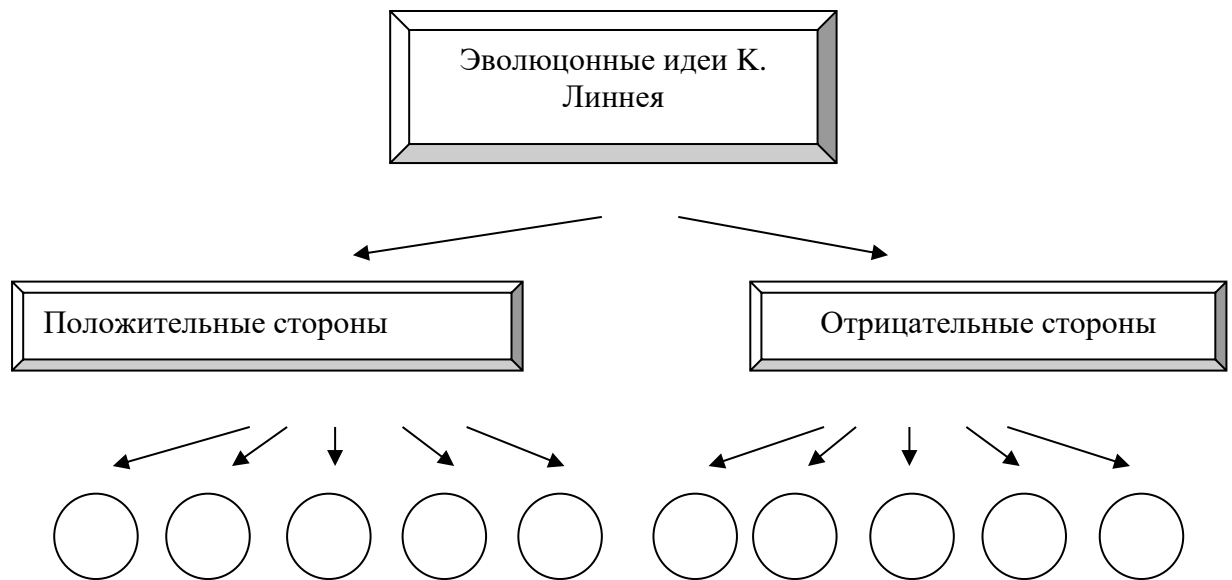 Эволюцонные идеи К.
Линнея
Положительные стороны
Отрицательные стороны